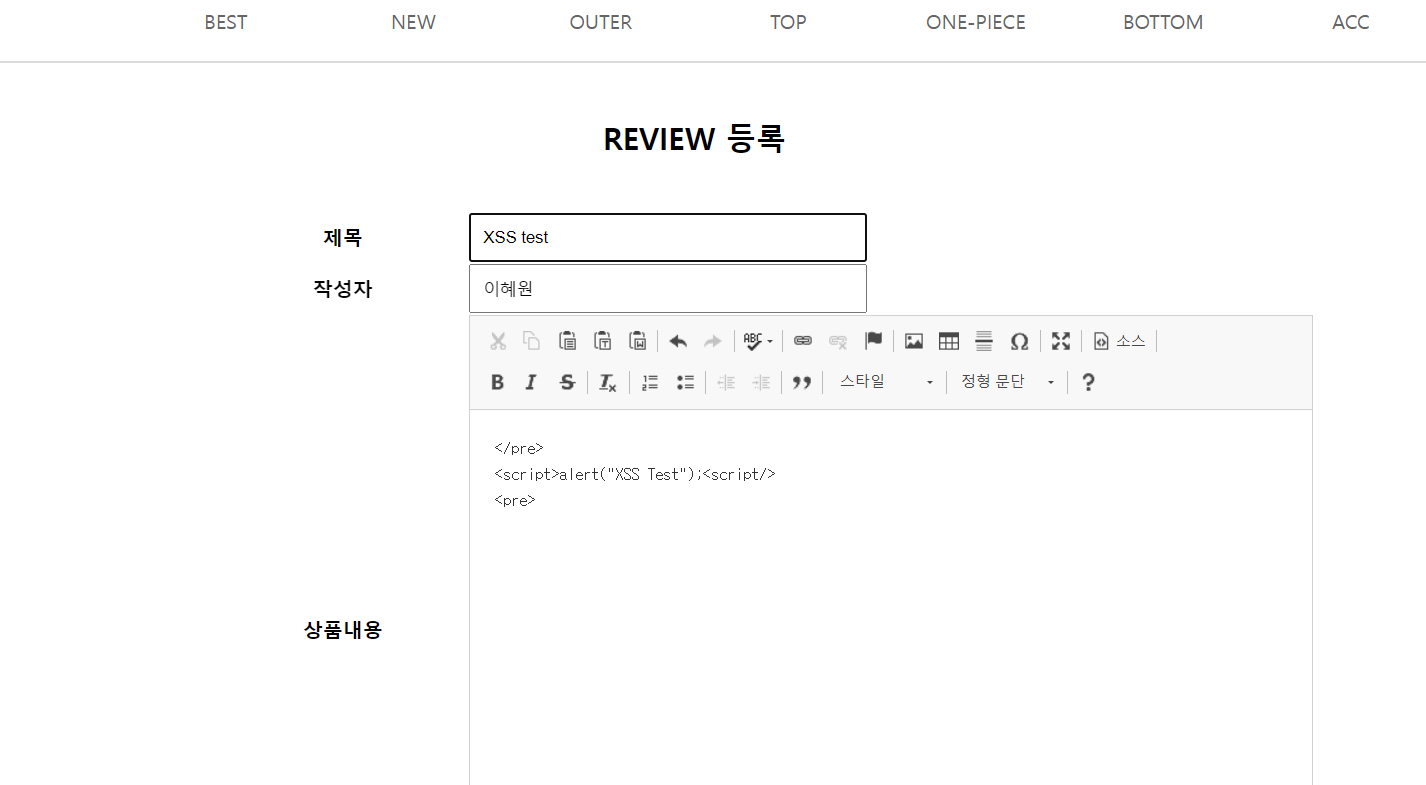 BEST NEW OUTER TOP ONE-PIECE BOTTOM ACC
REVIEW 등록
제목 XSS test
작성자 이혜원
ABC
소스
B I S Tx
스타일 정형 문단 ?
</pre>
<script>alert("XSS Test");<script/>
<pre>
상품내용